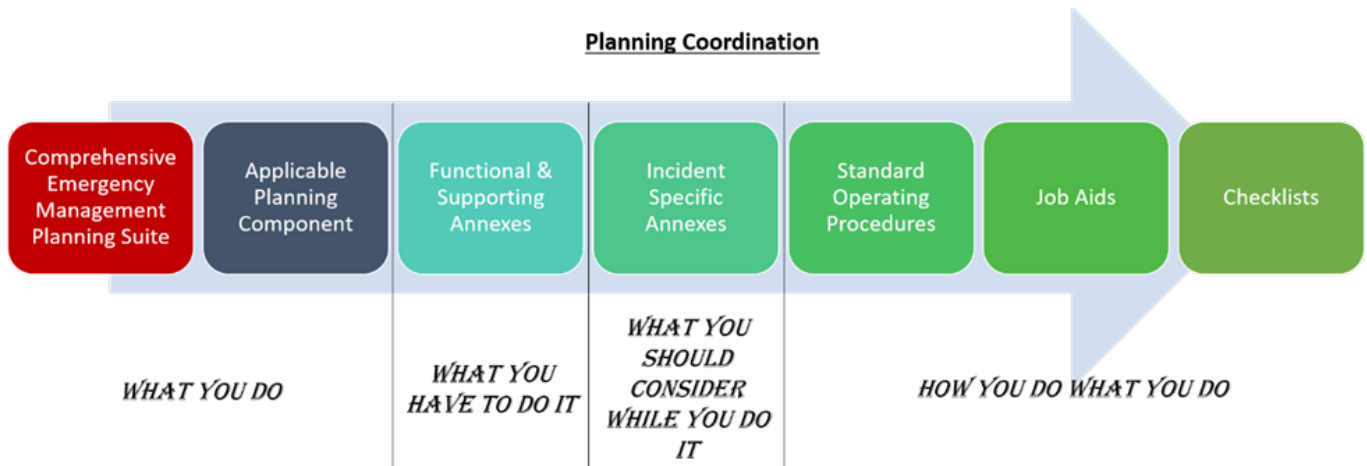 Planning Coordination
Comprehensive
Emergency
Management
Planning Suite
Applicable
Planning
Component
Functional &
Supporting
Annexes
Incident
Specific
Annexes
Standard
Operating
Procedures
Job Aids
Checklists
WHAT YOU DO
WHAT YOU
HAVE TO DO IT
WHAT YOU
SHOULD
CONSIDER
WHILE YOU DO
IT
HOW YOU DO WHAT YOU DO